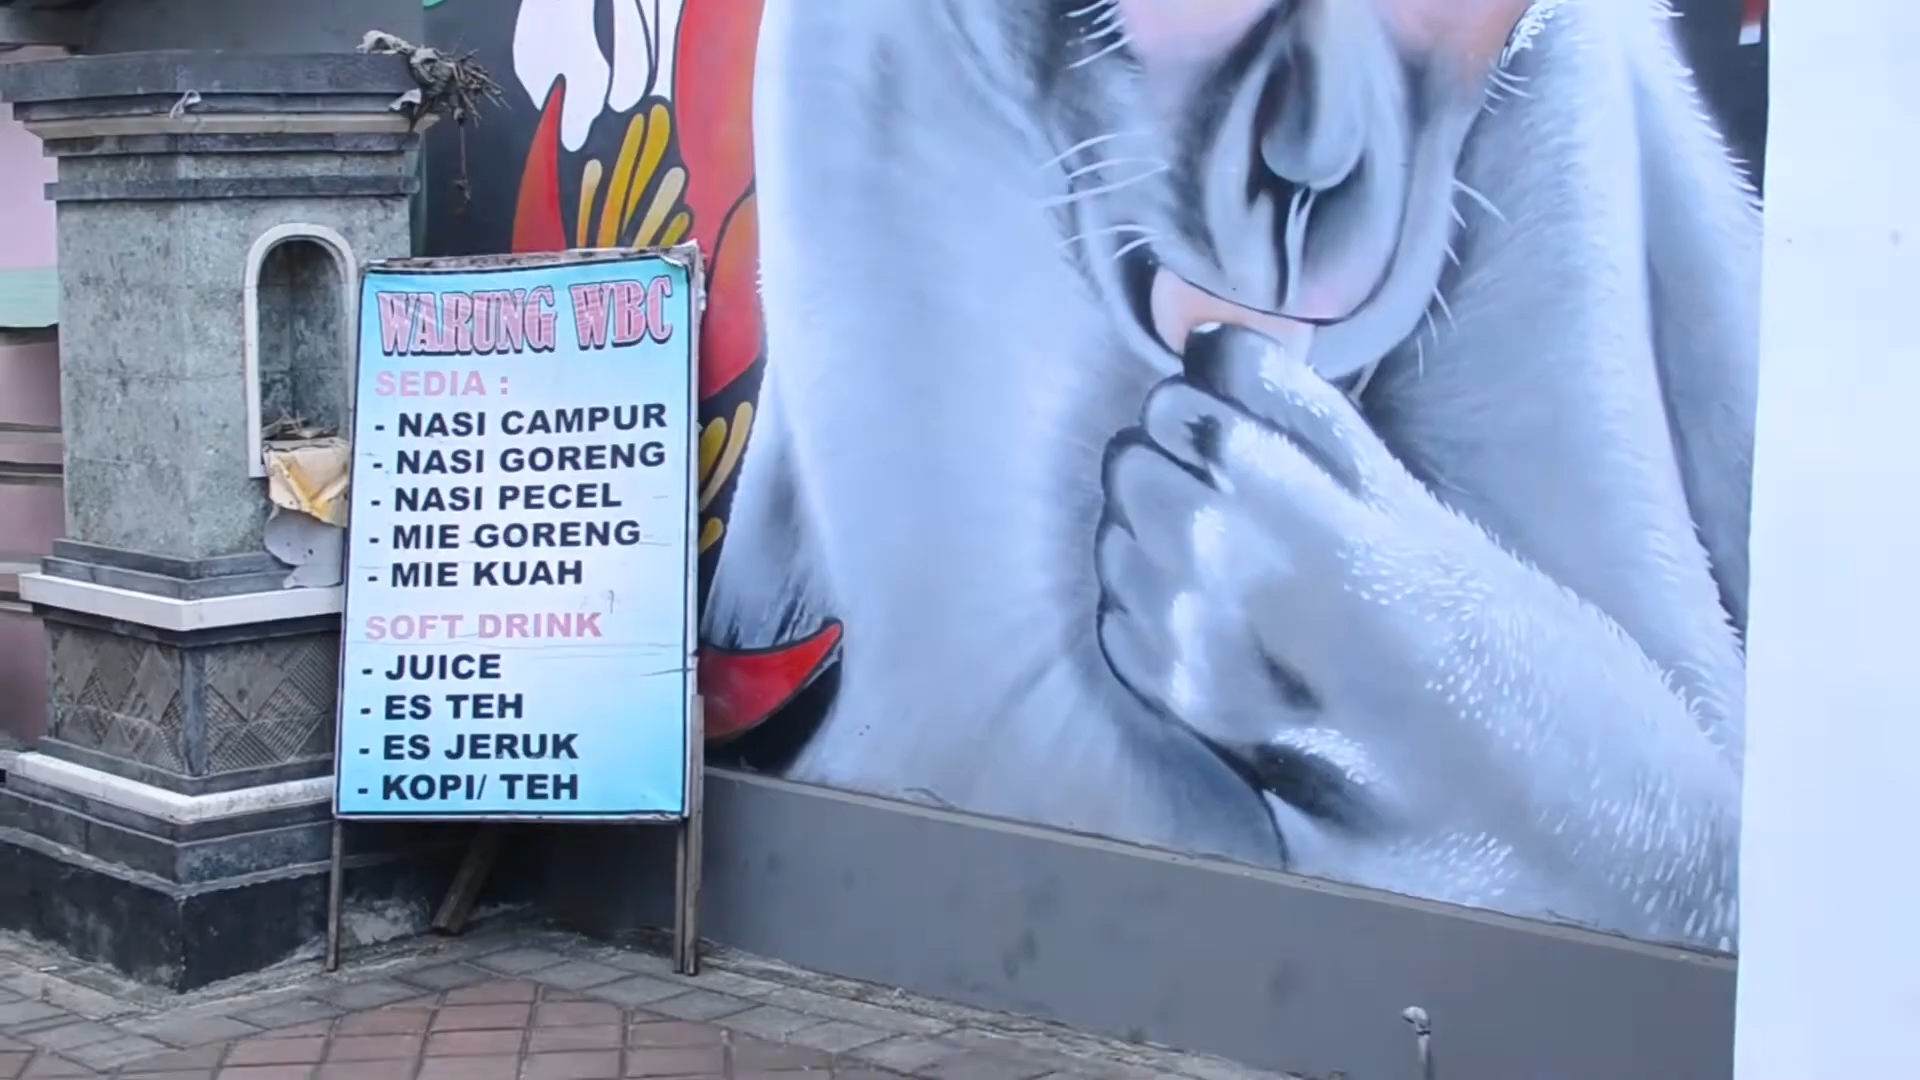 WARUNG WBC
SEDIA :
- NASI CAMPUR
- NASI GORENG
- NASI PECEL
- MIE GORENG
- MIE KUAH
SOFT DRINK
- JUICE
- ES TEH
- ES JERUK
- KOPI/ TEH